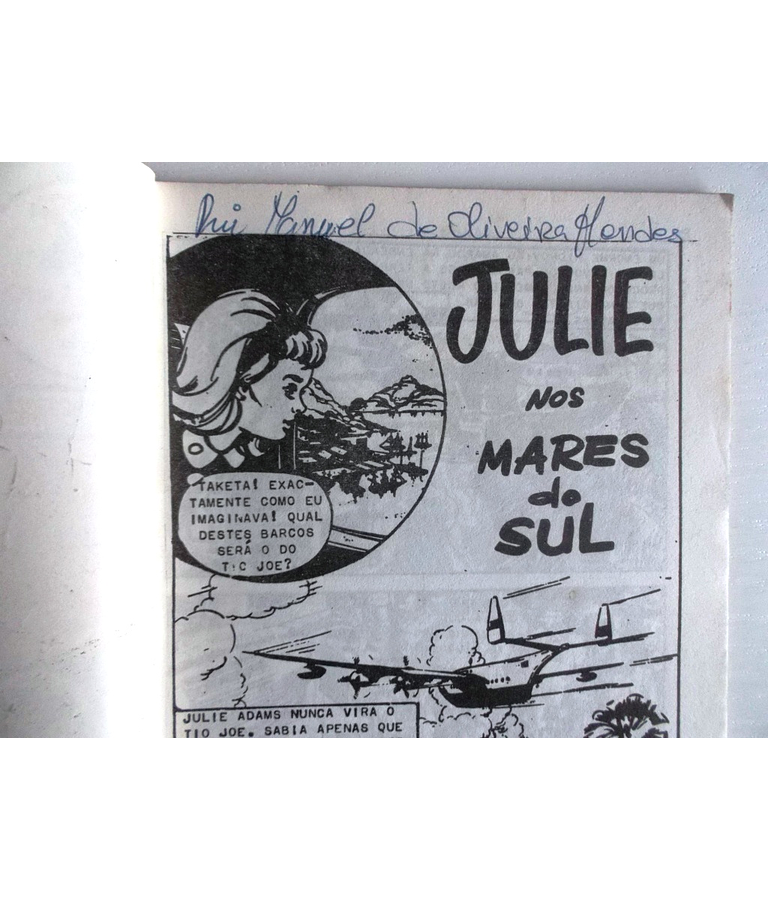 Rui Manuel de Oliveira Mendes
JULIE
NOS
MARES
do
SUL
TAKETA! EXAC-
TAMENTE COMO EU
IMAGINAVA! QUAL
DESTES BARCOS
SERÁ O DO
TIO JOE?
JULIE ADAMS NUNCA VIRA O
TIO JOE. SABIA APENAS QUE